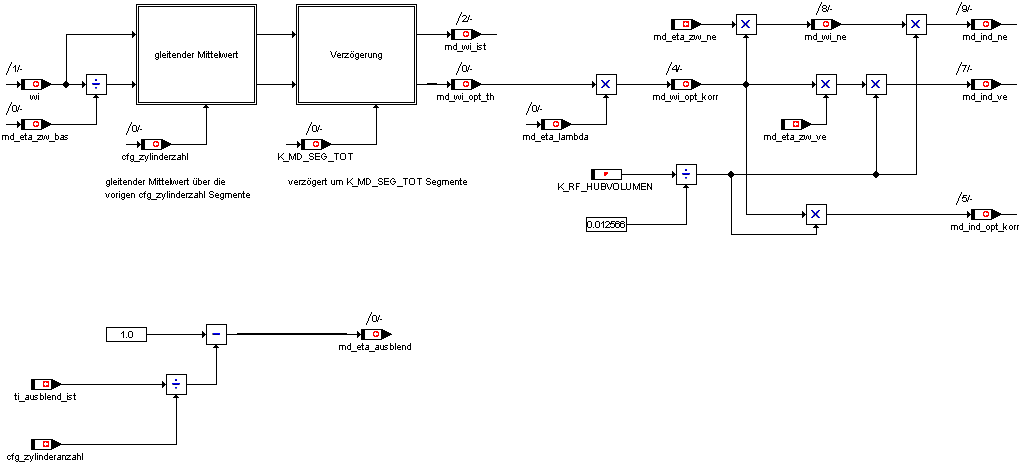 /2/-
md_wi_ist
gleitender Mittelwert
Verzögerung
/1/-
wi
÷
/0/-
md_wi_opt_th
/0/-
md_eta_zw_bas
/0/-
cfg_zylinderzahl
/0/-
K_MD_SEG_TOT
gleitender Mittelwert über die
vorigen cfg_zylinderzahl Segmente
verzögert um K_MD_SEG_TOT Segmente
md_eta_zw_ne
×
/8/-
md_wi_ne
×
/9/-
md_ind_ne
×
/4/-
md_wi_opt_korr
×
×
/7/-
md_ind_ve
/0/-
md_eta_lambda
md_eta_zw_ve
K_RF_HUBVOLUMEN
÷
0.012566
×
/5/-
md_ind_opt_korr
1.0
−
/0/-
md_eta_ausblend
ti_ausblend_ist
÷
cfg_zylinderanzahl